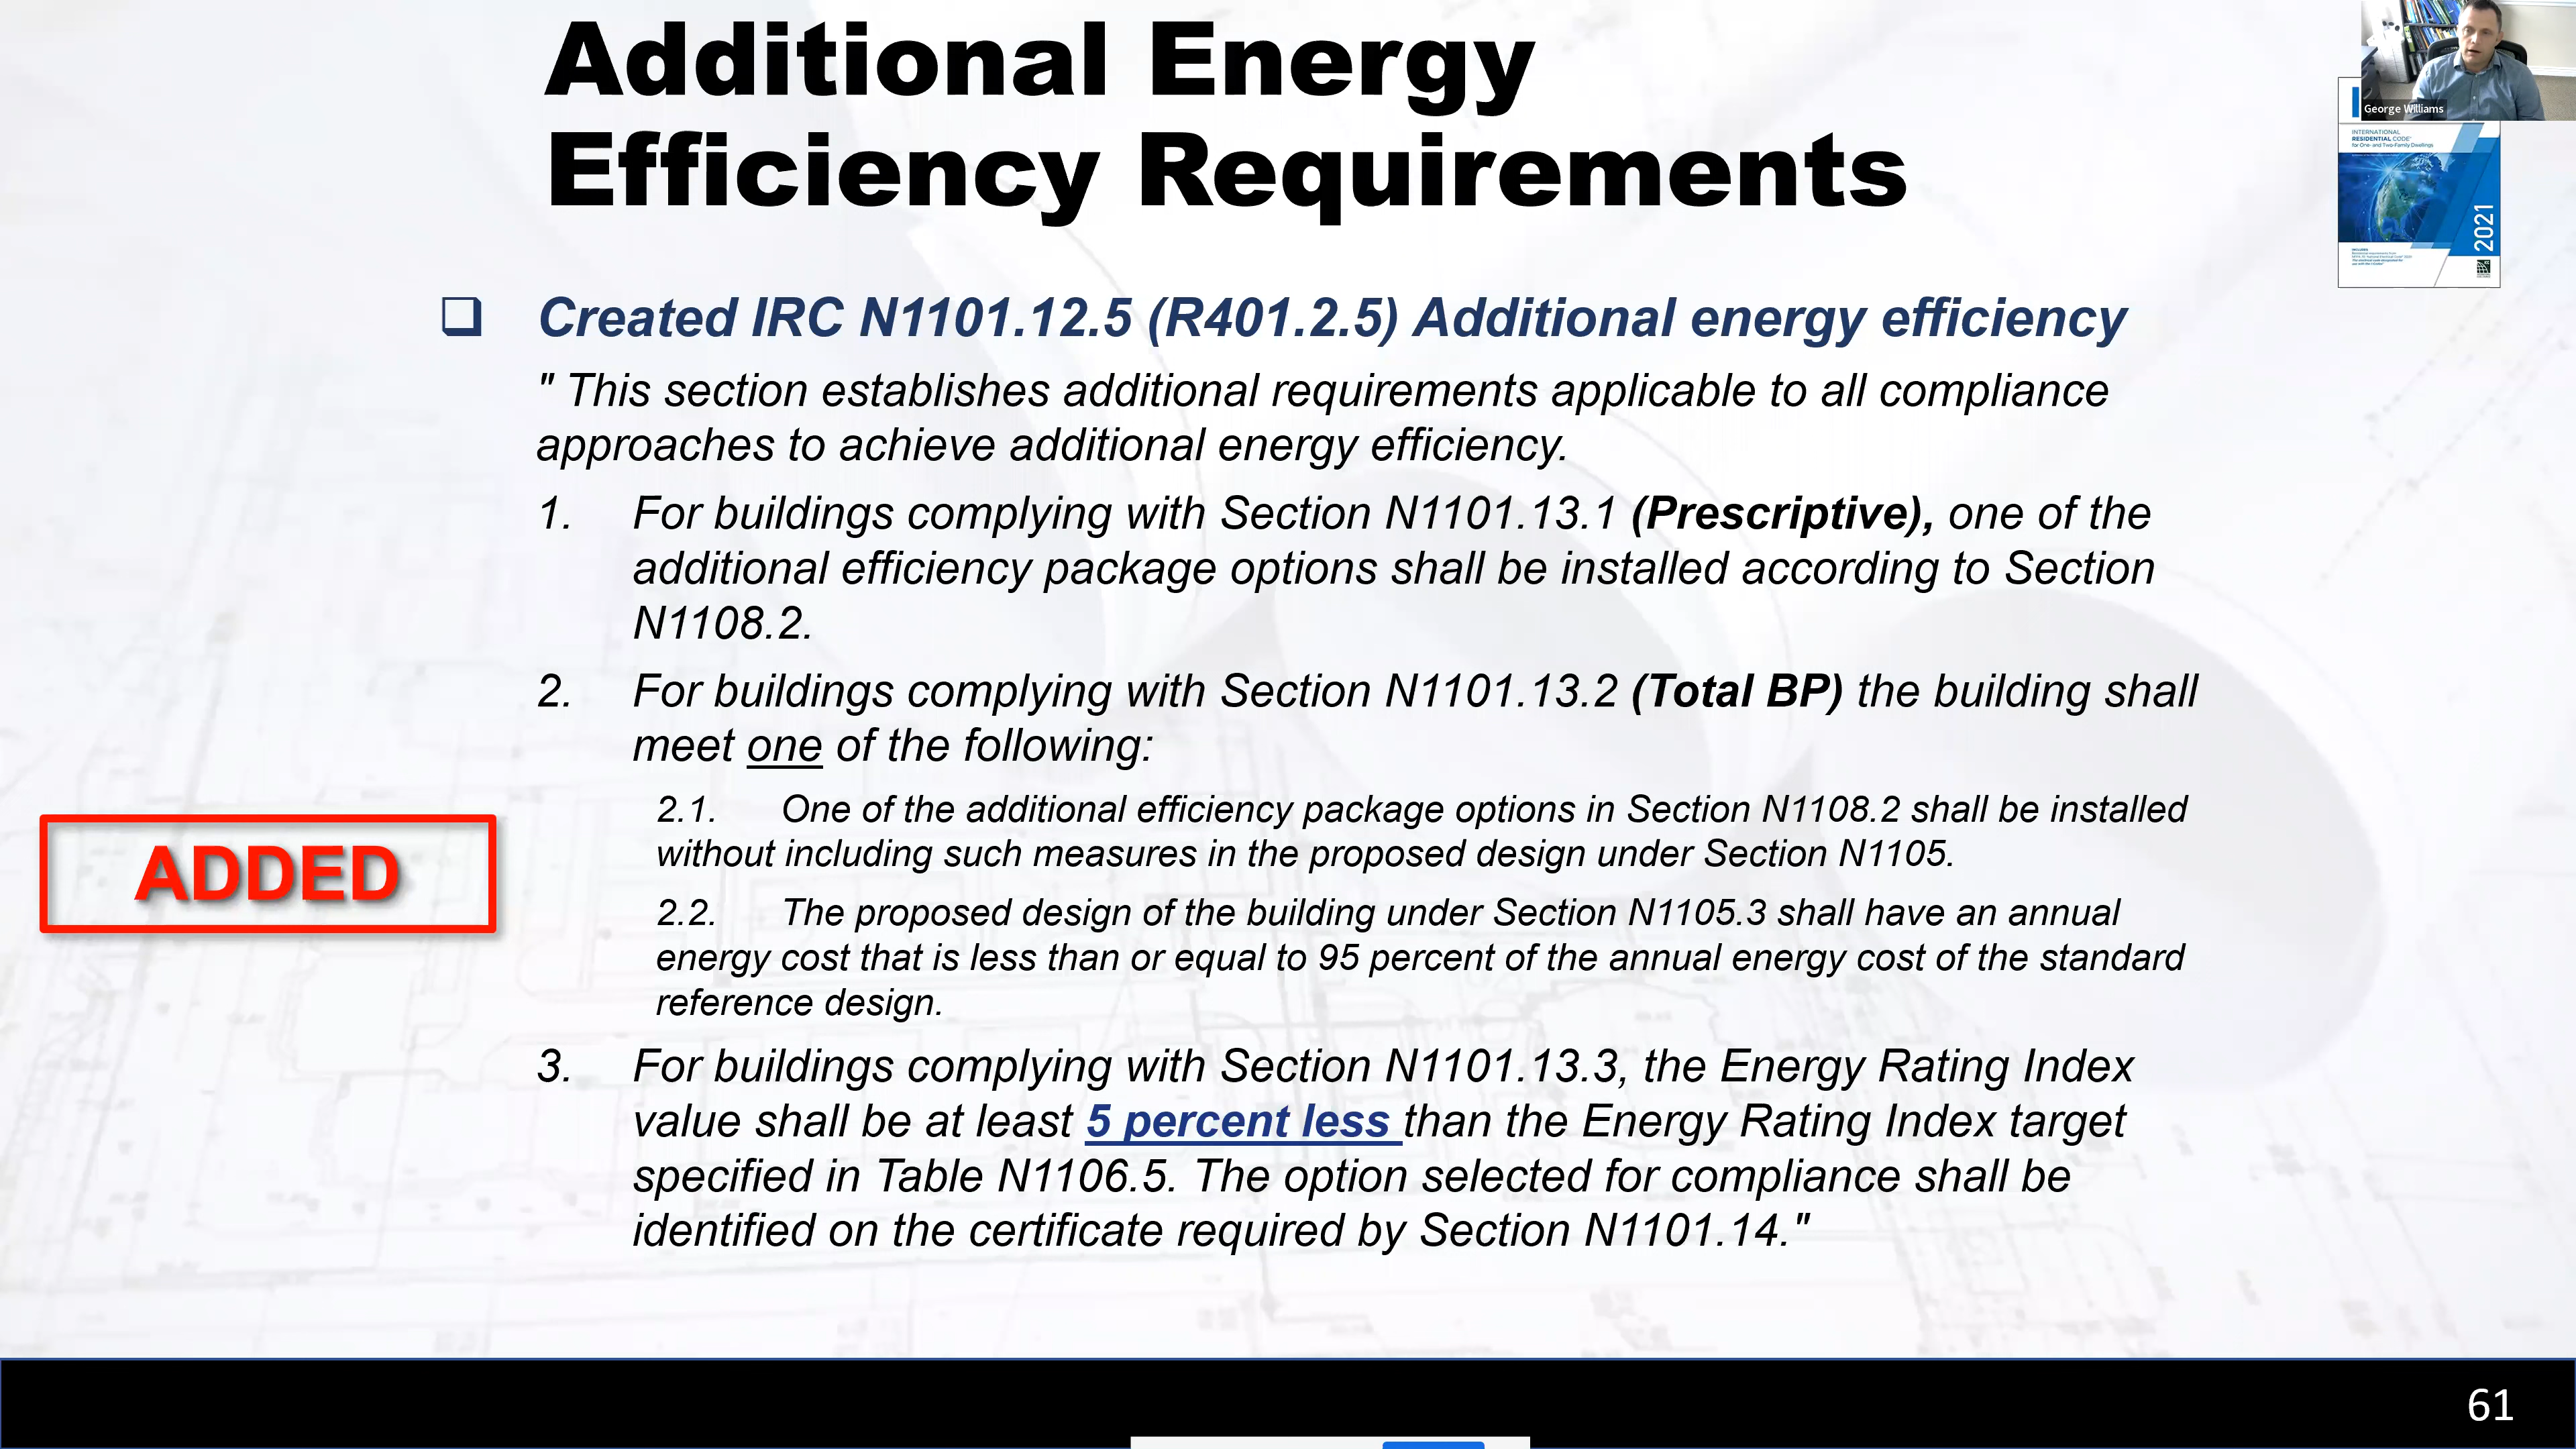 Additional Energy
Efficiency Requirements
George Williams
INTERNATIONAL
RESIDENTIAL CODE®
for One- and Two-Family Dwellings
2021
❑ Created IRC N1101.12.5 (R401.2.5) Additional energy efficiency
" This section establishes additional requirements applicable to all compliance
approaches to achieve additional energy efficiency.
1. For buildings complying with Section N1101.13.1 (Prescriptive), one of the
additional efficiency package options shall be installed according to Section
N1108.2.
2. For buildings complying with Section N1101.13.2 (Total BP) the building shall
meet one of the following:
2.1. One of the additional efficiency package options in Section N1108.2 shall be installed
without including such measures in the proposed design under Section N1105.
ADDED
2.2. The proposed design of the building under Section N1105.3 shall have an annual
energy cost that is less than or equal to 95 percent of the annual energy cost of the standard
reference design.
3. For buildings complying with Section N1101.13.3, the Energy Rating Index
value shall be at least 5 percent less than the Energy Rating Index target
specified in Table N1106.5. The option selected for compliance shall be
identified on the certificate required by Section N1101.14."
61